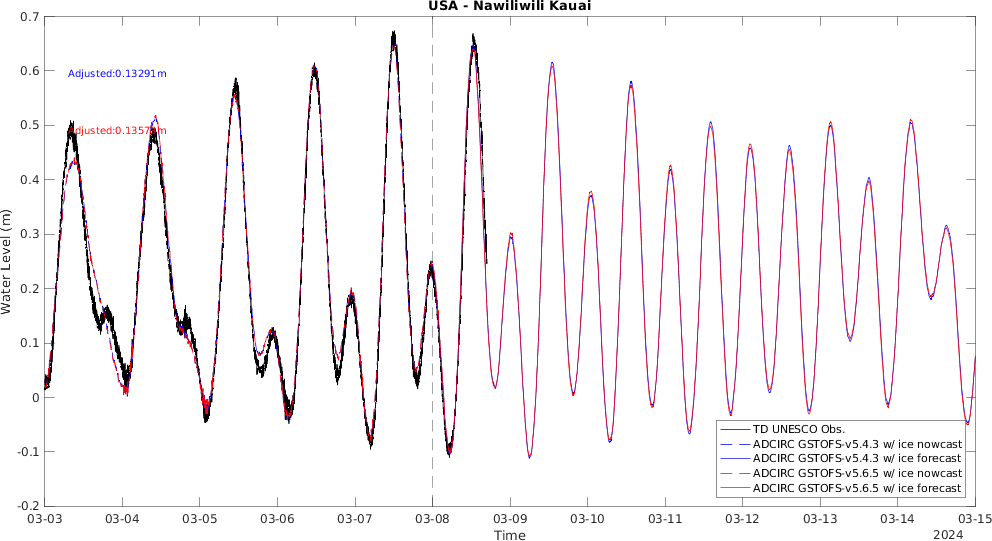 USA - Nawiliwili Kauai
0.7
0.6
0.5
0.4
0.3
0.2
0.1
0
-0.1
-0.2
Water Level (m)
Adjusted:0.13291m
Adjusted:0.1357 m
TD UNESCO Obs.
ADCIRC GSTOFS-v5.4.3 w/ ice nowcast
ADCIRC GSTOFS-v5.4.3 w/ ice forecast
ADCIRC GSTOFS-v5.6.5 w/ ice nowcast
ADCIRC GSTOFS-v5.6.5 w/ ice forecast
03-03 03-04 03-05 03-06 03-07 03-08 03-09 03-10 03-11 03-12 03-13 03-14 03-15
Time
2024